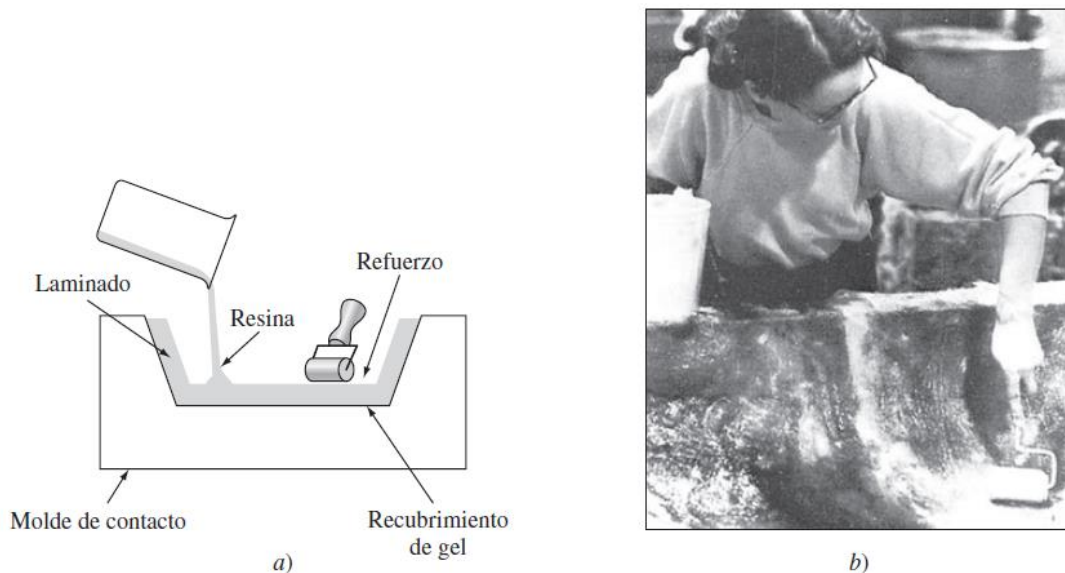 Laminado
Resina
Refuerzo
Molde de contacto
Recubrimiento
de gel
a)
b)